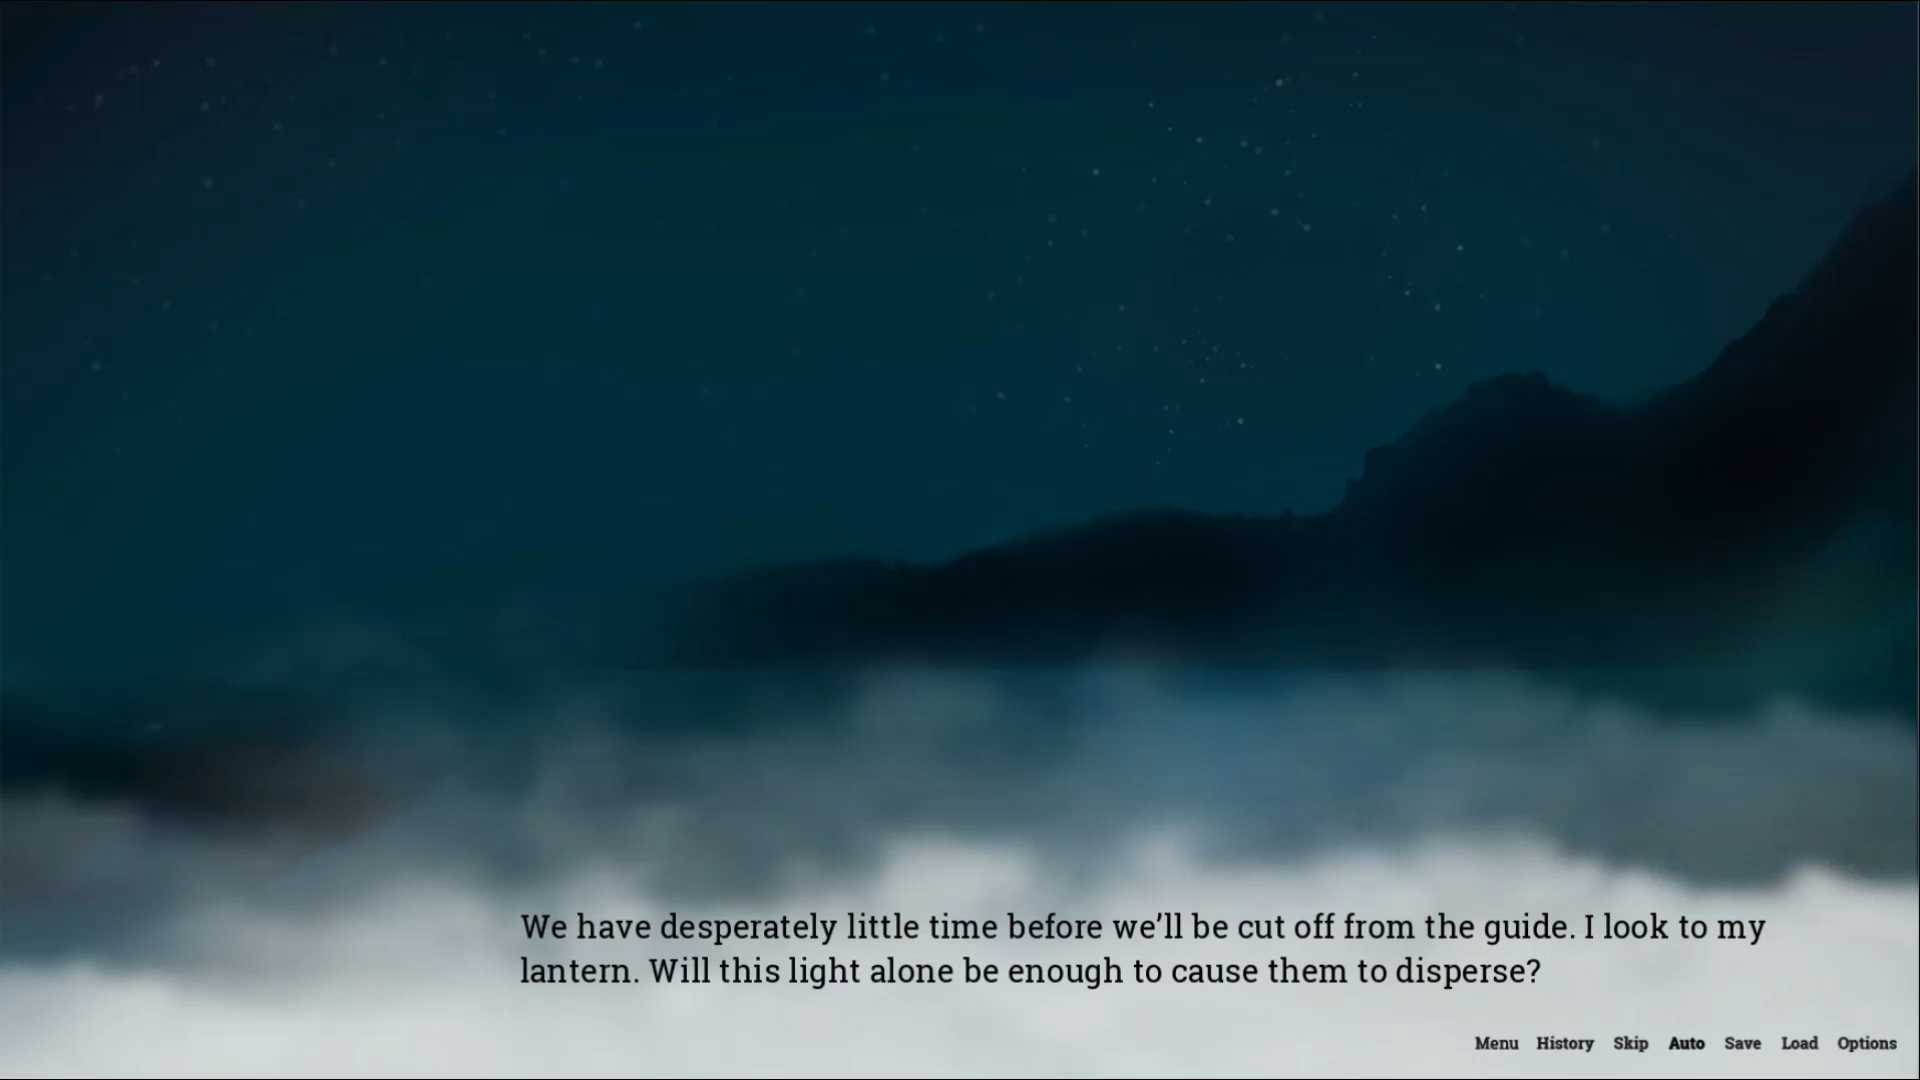 We have desperately little time before we’ll be cut off from the guide. I look to my
lantern. Will this light alone be enough to cause them to disperse?
Menu History Skip Auto Save Load Options